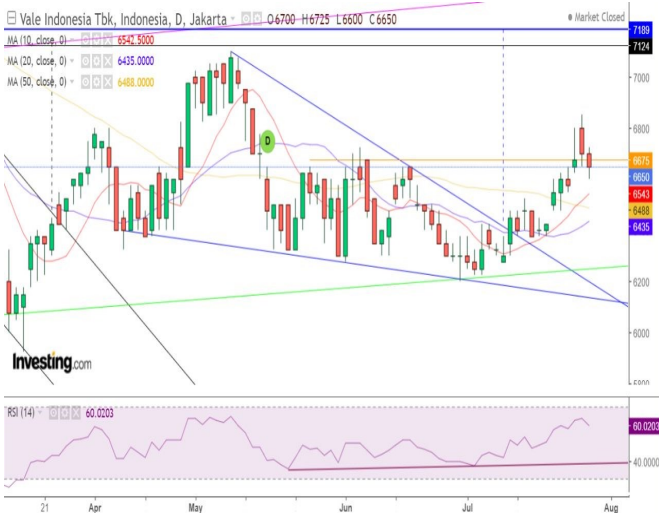 Vale Indonesia Tbk, Indonesia, D, Jakarta O6700 H6725 L6600 C6650
Market Closed
MA (10, close, 0) 6542.5000
MA (20, close, 0) 6435.0000
MA (50, close, 0) 6488.0000
7189
7124
7000
6800
D
6675
6650
6543
6488
6435
6200
6000
Investing.com
5800
RSI (14) 60.0203
60.0203
40.0000
21 Apr May Jun Jul Aug